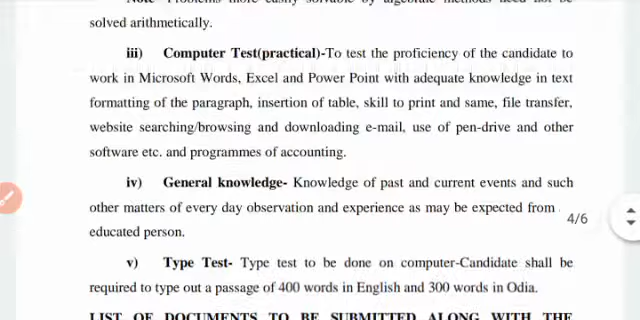 solved arithmetically.
iii) Computer Test(practical)-To test the proficiency of the candidate to
work in Microsoft Words, Excel and Power Point with adequate knowledge in text
formatting of the paragraph, insertion of table, skill to print and same, file transfer,
website searching/browsing and downloading e-mail, use of pen-drive and other
software etc. and programmes of accounting.
iv) General knowledge- Knowledge of past and current events and such
other matters of every day observation and experience as may be expected from
4/6
educated person.
v) Type Test- Type test to be done on computer-Candidate shall be
required to type out a passage of 400 words in English and 300 words in Odia.
LIST OF DOCUMENTS TO BE SUBMITTED ALONG WITH THE